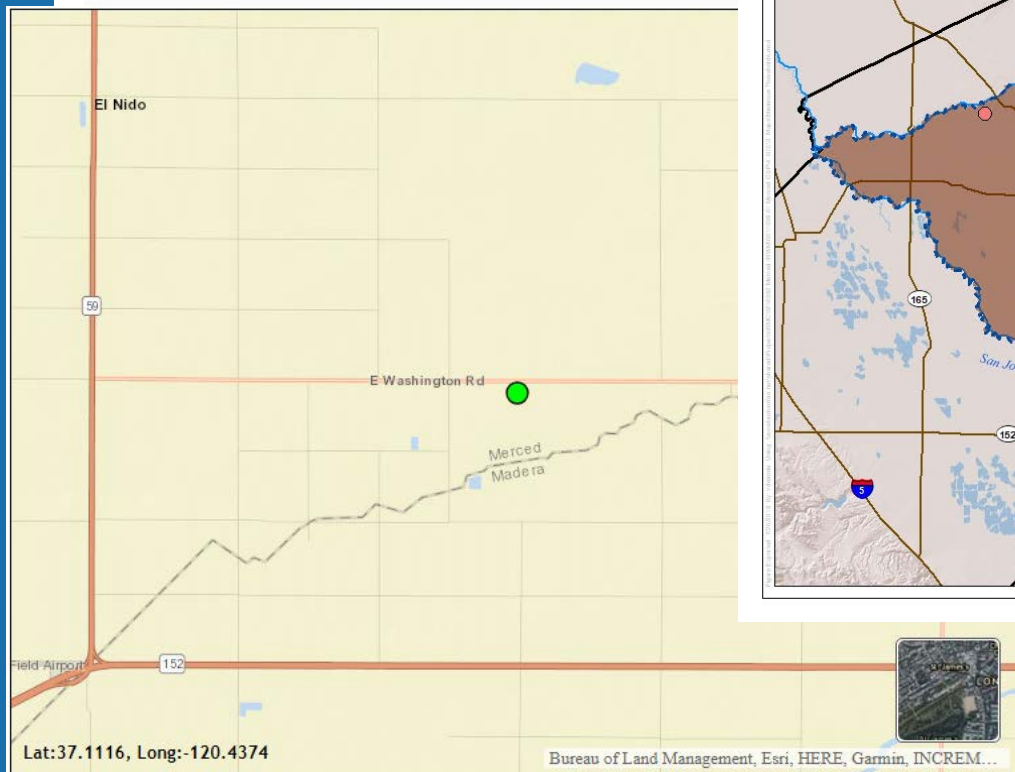 El Nido
59
E Washington Rd
Merced
Madera
Field Airport
152
Lat:37.1116, Long:-120.4374
Bureau of Land Management, Esri, HERE, Garmin, INCREM...
165
San Jo
152
5